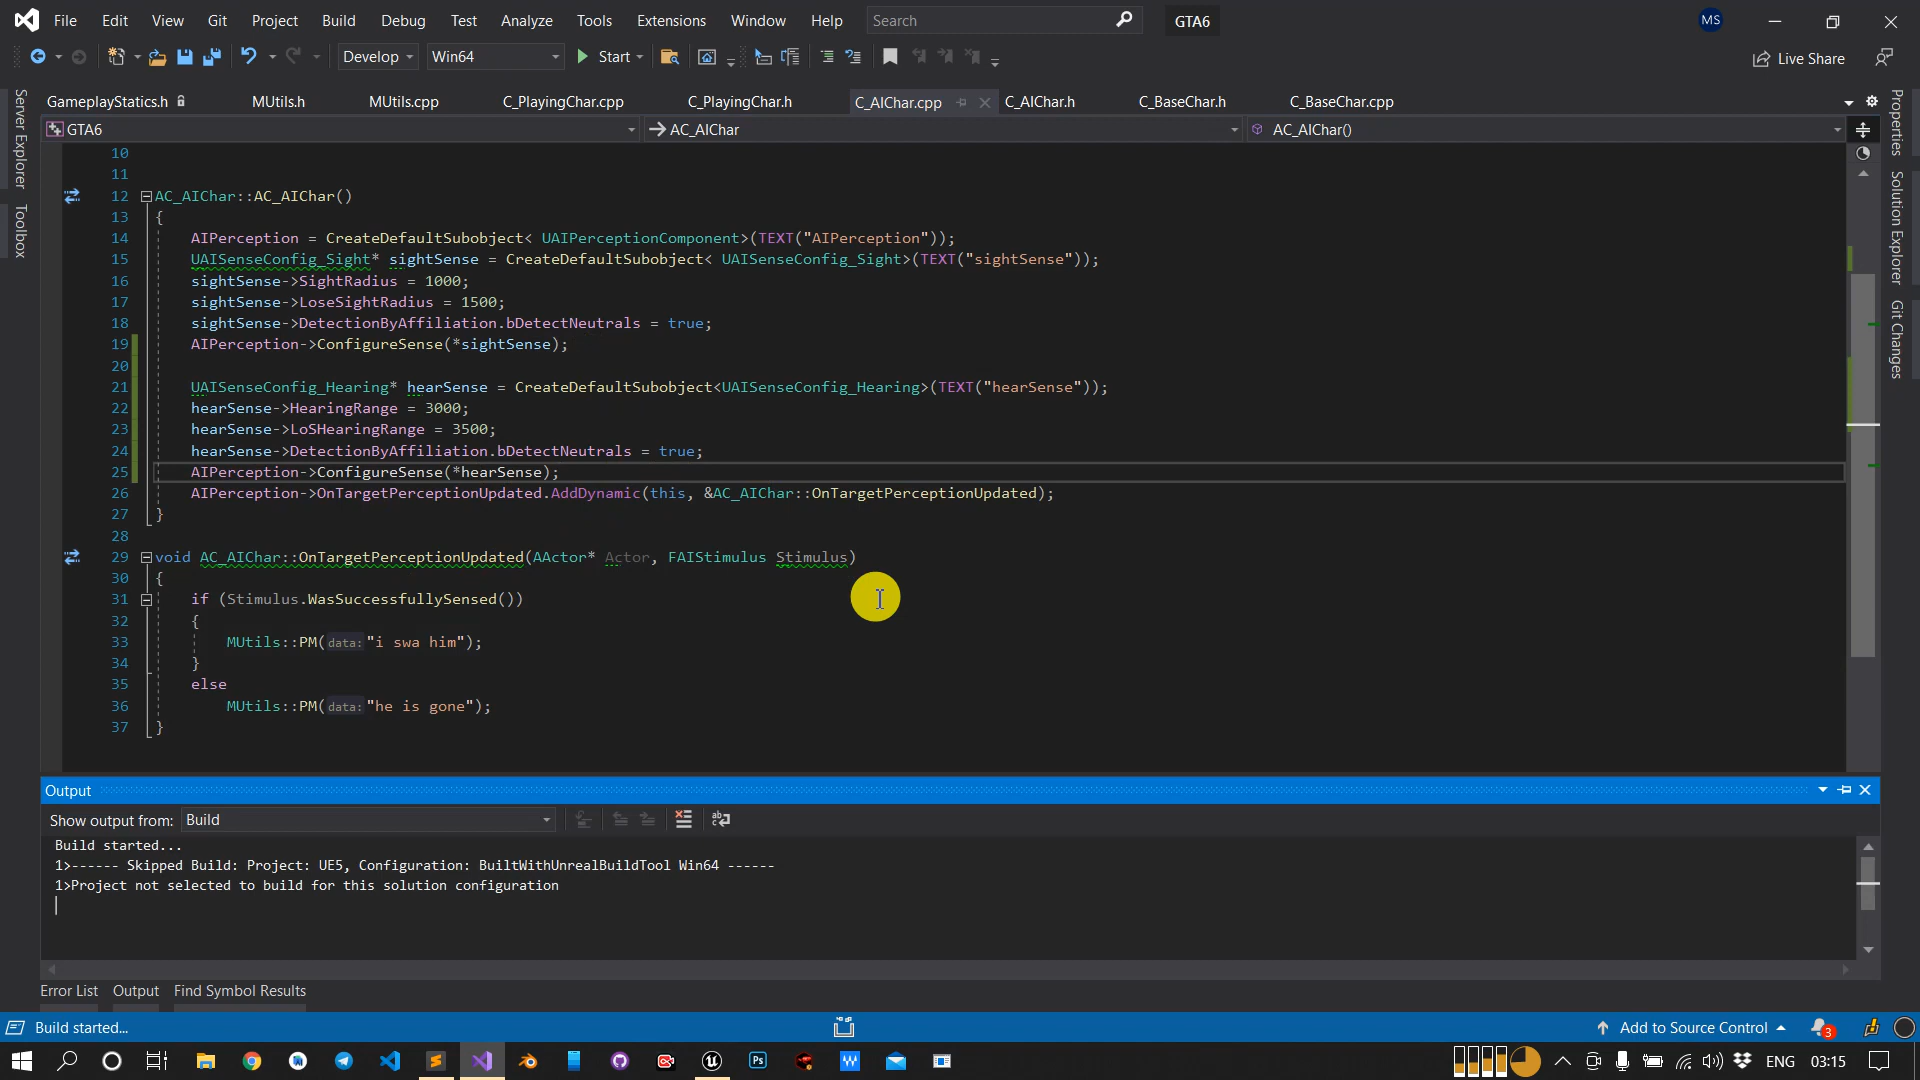 File Edit View Git Project Build Debug Test Analyze Tools Extensions Window Help Search GTA6 MS
Develop Win64 Start Live Share
GameplayStatics.h MUtils.h MUtils.cpp C_PlayingChar.cpp C_PlayingChar.h C_AIChar.cpp C_AIChar.h C_BaseChar.h C_BaseChar.cpp
GTA6 AC_AIChar AC_AIChar()
Server Explorer
Toolbox
Properties
Solution Explorer
Git Changes
10
11
12 AC_AIChar::AC_AIChar()
13 {
14 AIPerception = CreateDefaultSubobject< UAIPerceptionComponent>(TEXT("AIPerception"));
15 UAISenseConfig_Sight* sightSense = CreateDefaultSubobject< UAISenseConfig_Sight>(TEXT("sightSense"));
16 sightSense->SightRadius = 1000;
17 sightSense->LoseSightRadius = 1500;
18 sightSense->DetectionByAffiliation.bDetectNeutrals = true;
19 AIPerception->ConfigureSense(*sightSense);
20
21 UAISenseConfig_Hearing* hearSense = CreateDefaultSubobject<UAISenseConfig_Hearing>(TEXT("hearSense"));
22 hearSense->HearingRange = 3000;
23 hearSense->LoSHearingRange = 3500;
24 hearSense->DetectionByAffiliation.bDetectNeutrals = true;
25 AIPerception->ConfigureSense(*hearSense);
26 AIPerception->OnTargetPerceptionUpdated.AddDynamic(this, &AC_AIChar::OnTargetPerceptionUpdated);
27 }
28
29 void AC_AIChar::OnTargetPerceptionUpdated(AActor* Actor, FAIStimulus Stimulus)
30 {
31 if (Stimulus.WasSuccessfullySensed())
32 {
33 MUtils::PM(data:"i swa him");
34 }
35 else
36 MUtils::PM(data:"he is gone");
37 }
Output
Show output from: Build
Build started...
1>------ Skipped Build: Project: UE5, Configuration: BuiltWithUnrealBuildTool Win64 ------
1>Project not selected to build for this solution configuration
Error List Output Find Symbol Results
Build started... Add to Source Control 3
ENG 03:15